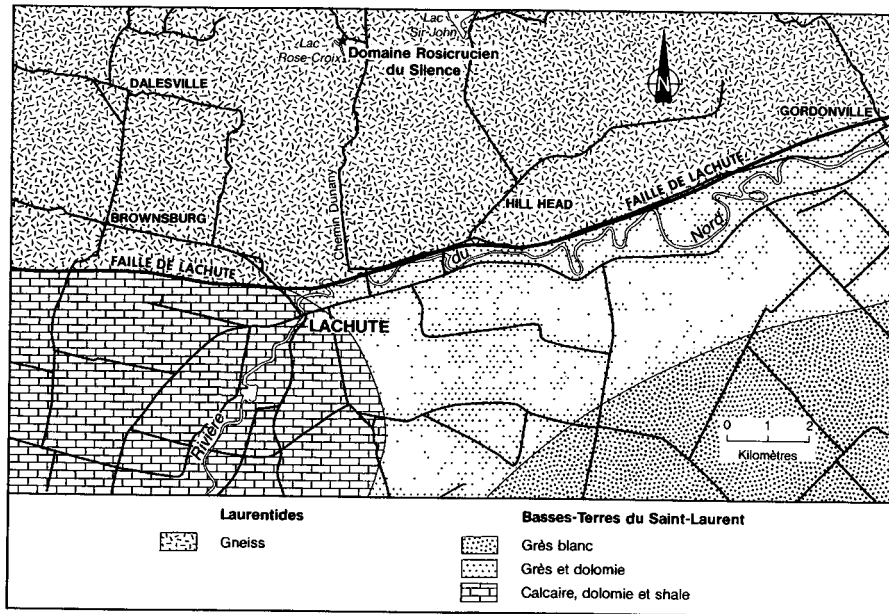 Lac
Sir John
Lac
Rose-Croix
Domaine Rosicrucien
du Silence
N
DALESVILLE
GORDONVILLE
Chemin Dunany
FAILLE DE LACHUTE
HILL HEAD
BROWNSBURG
Nord
du
FAILLE DE LACHUTE
LACHUTE
Rivière
0 1 2
Kilomètres
Laurentides
Gneiss
Basses-Terres du Saint-Laurent
Grès blanc
Grès et dolomie
Calcaire, dolomie et shale